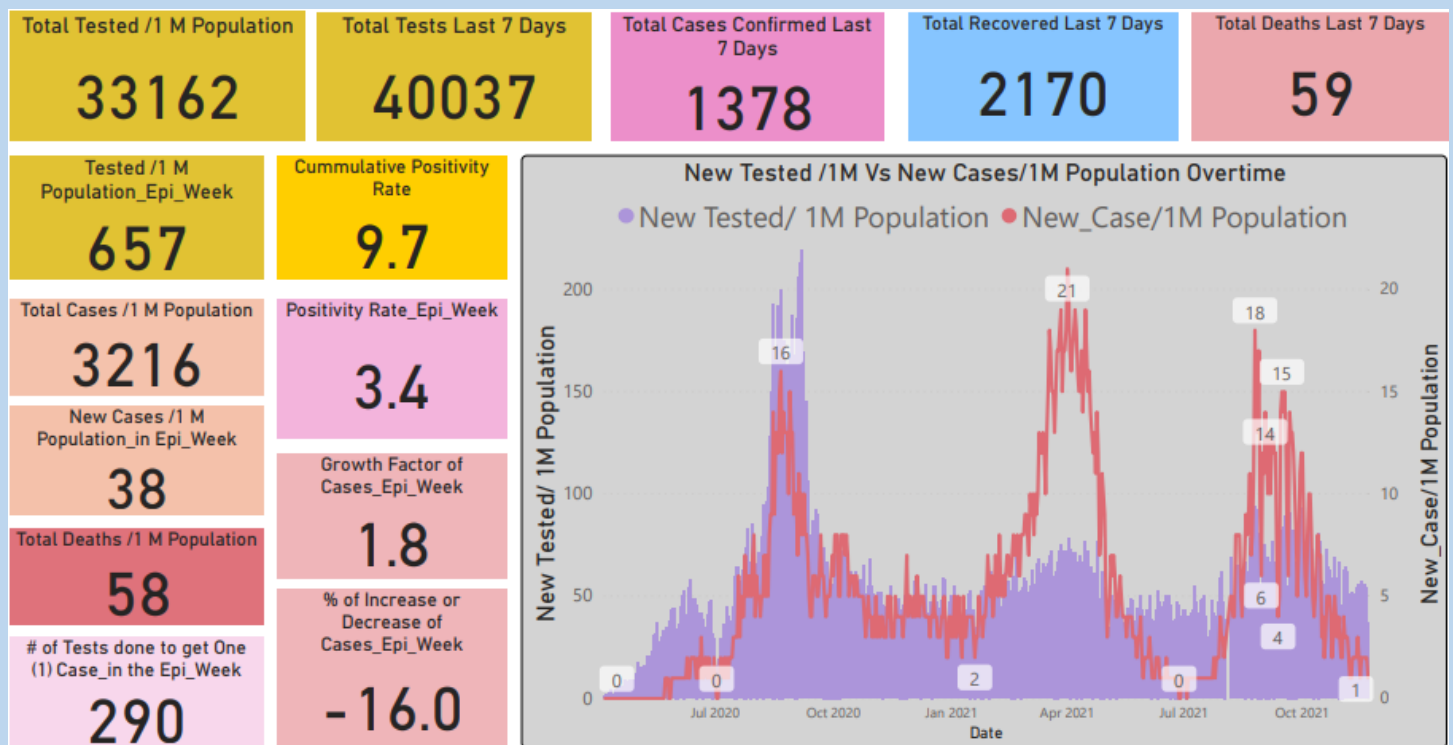 Total Tested /1 M Population
33162
Total Tests Last 7 Days
40037
Total Cases Confirmed Last
7 Days
1378
Total Recovered Last 7 Days
2170
Total Deaths Last 7 Days
59
Tested /1 M
Population_Epi_Week
657
Cummulative Positivity
Rate
9.7
Total Cases /1 M Population
3216
Positivity Rate_Epi_Week
3.4
New Cases /1 M
Population_in Epi_Week
38
Growth Factor of
Cases_Epi_Week
1.8
Total Deaths /1 M Population
58
% of Increase or
Decrease of
Cases_Epi_Week
-16.0
# of Tests done to get One
(1) Case_in the Epi_Week
290
New Tested /1M Vs New Cases/1M Population Overtime
New Tested/ 1M Population
New_Case/1M Population
New Tested/ 1M Population
200
150
100
50
0
0
16
0
2
21
0
18
15
14
6
4
1
20
15
10
5
0
New_Case/1M Population
Jul 2020
Oct 2020
Jan 2021
Apr 2021
Jul 2021
Oct 2021
Date